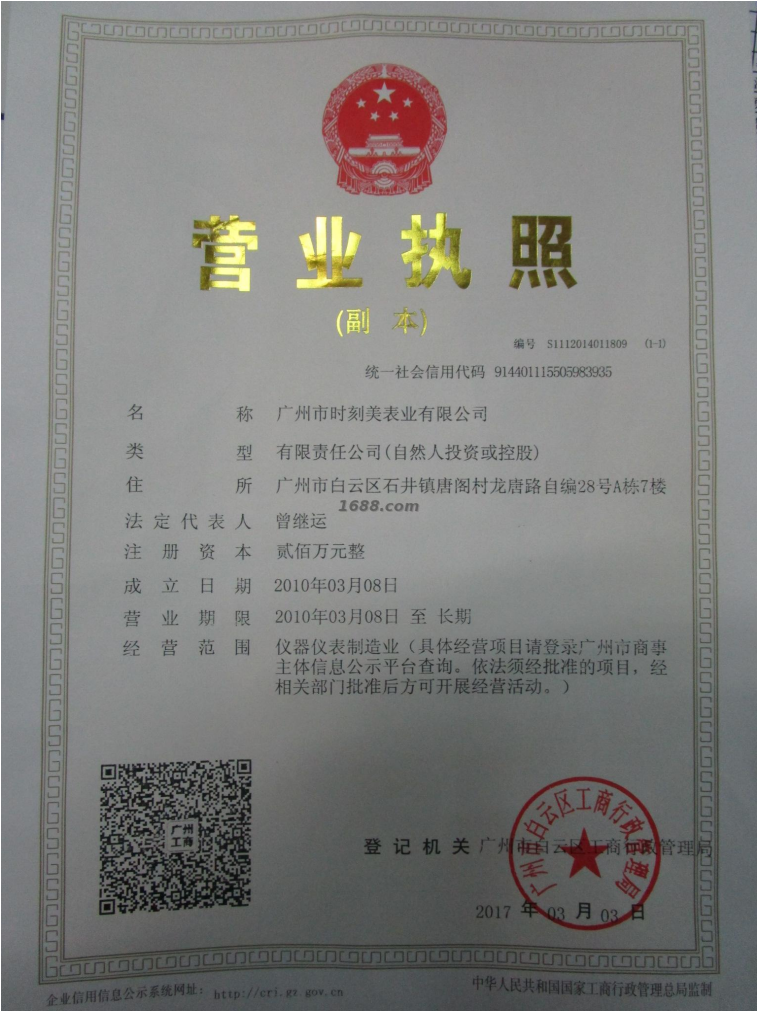 营业执照
(副本)
编号 S1112014011809 (1-1)
统一社会信用代码 914401115505983935
名称 广州市时刻美表业有限公司
类型 有限责任公司(自然人投资或控股)
住所 广州市白云区石井镇唐阁村龙唐路自编28号A栋7楼
1688.com
法定代表人 曾继运
注册资本 贰佰万元整
成立日期 2010年03月08日
营业期限 2010年03月08日 至 长期
经营范围 仪器仪表制造业（具体经营项目请登录广州市商事
主体信息公示平台查询。依法须经批准的项目，经
相关部门批准后方可开展经营活动。）
广州
工商
广州市白云区工商行政管理局
登记机关 广州市白云区工商行政管理局
2017 年 03 月 03 日
企业信用信息公示系统网址： http://cri.gz.gov.cn
中华人民共和国国家工商行政管理总局监制